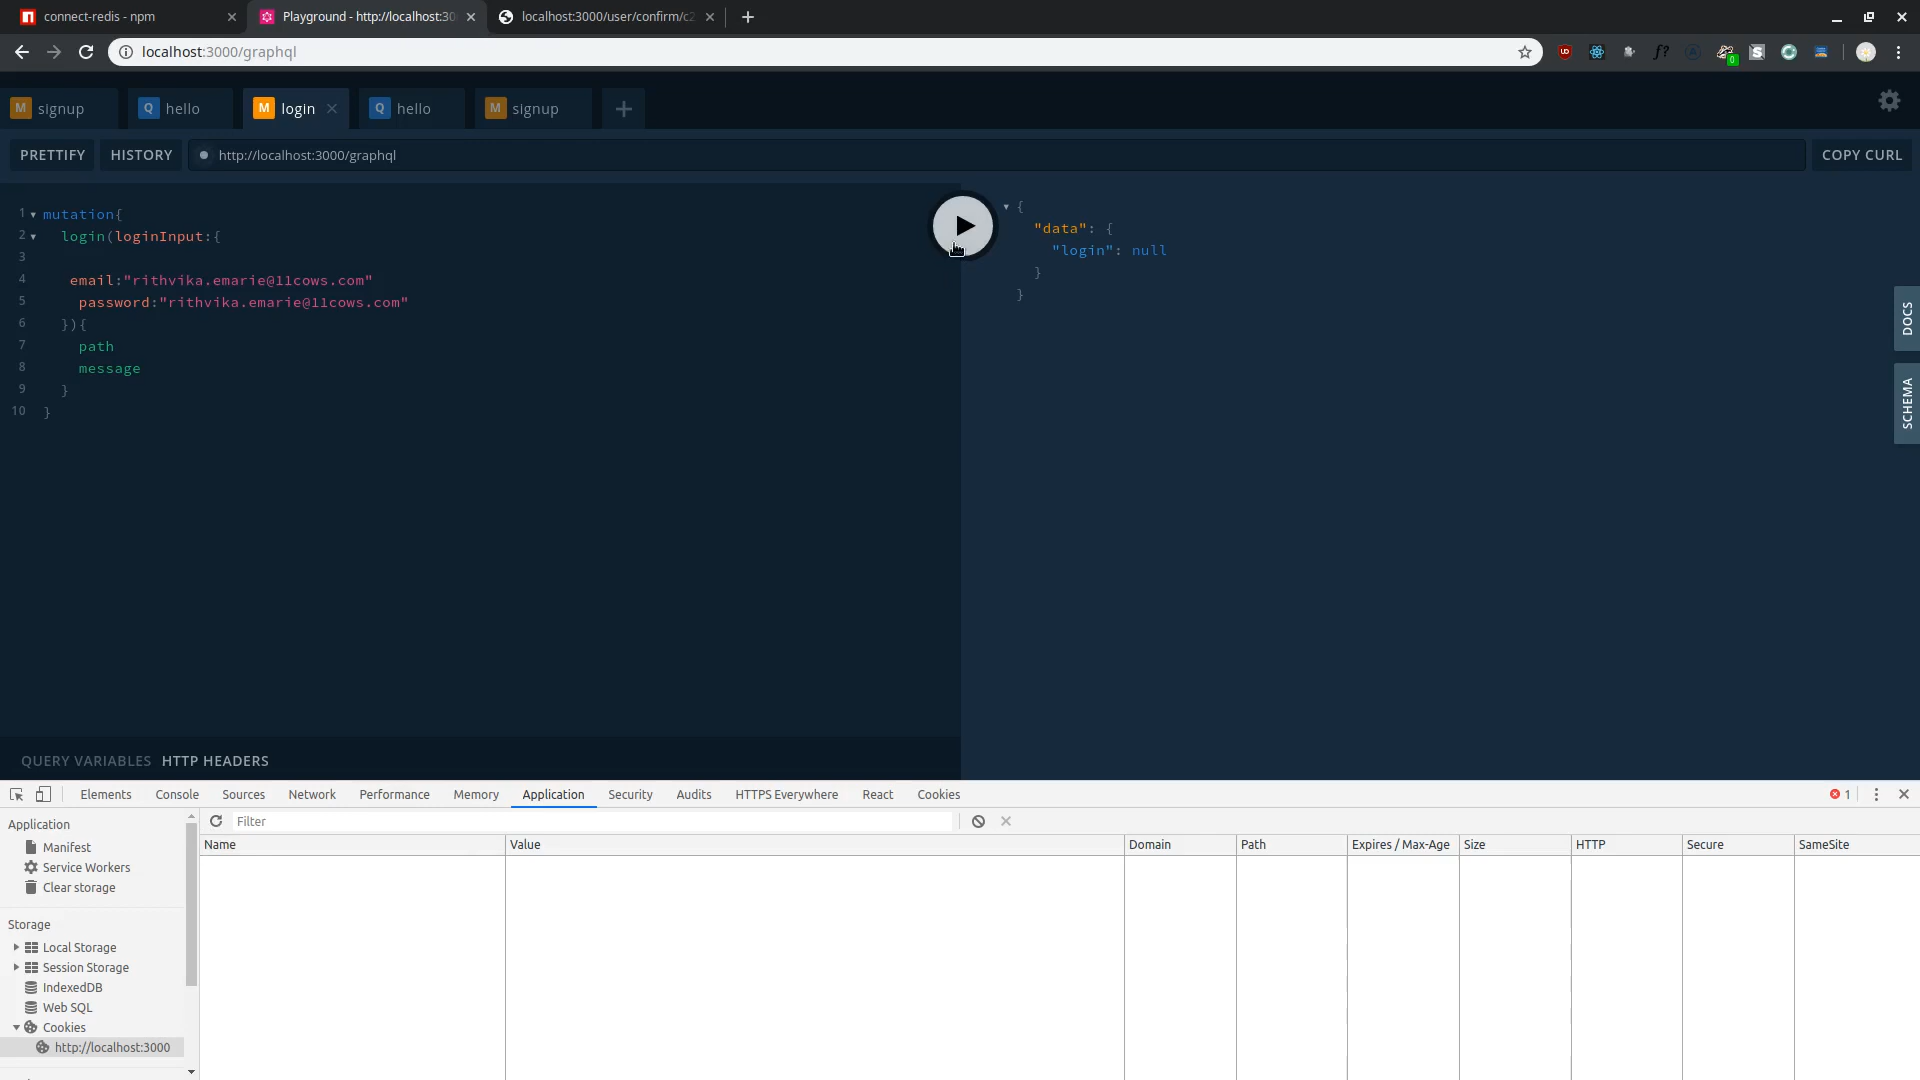 connect-redis - npm
Playground - http://localhost:30
localhost:3000/user/confirm/c2
localhost:3000/graphql
UD
f?
A
S
0
M signup
Q hello
M login
Q hello
M signup
PRETTIFY
HISTORY
http://localhost:3000/graphql
COPY CURL
1 mutation{
2 login(loginInput:{
3
4 email:"rithvika.emarie@11cows.com"
5 password:"rithvika.emarie@11cows.com"
6 }){
7 path
8 message
9 }
10 }
{
"data": {
"login": null
}
}
DOCS
SCHEMA
QUERY VARIABLES HTTP HEADERS
Elements Console Sources Network Performance Memory Application Security Audits HTTPS Everywhere React Cookies
1
Application
Manifest
Service Workers
Clear storage
Storage
Local Storage
Session Storage
IndexedDB
Web SQL
Cookies
http://localhost:3000
Filter
Name Value Domain Path Expires / Max-Age Size HTTP Secure SameSite